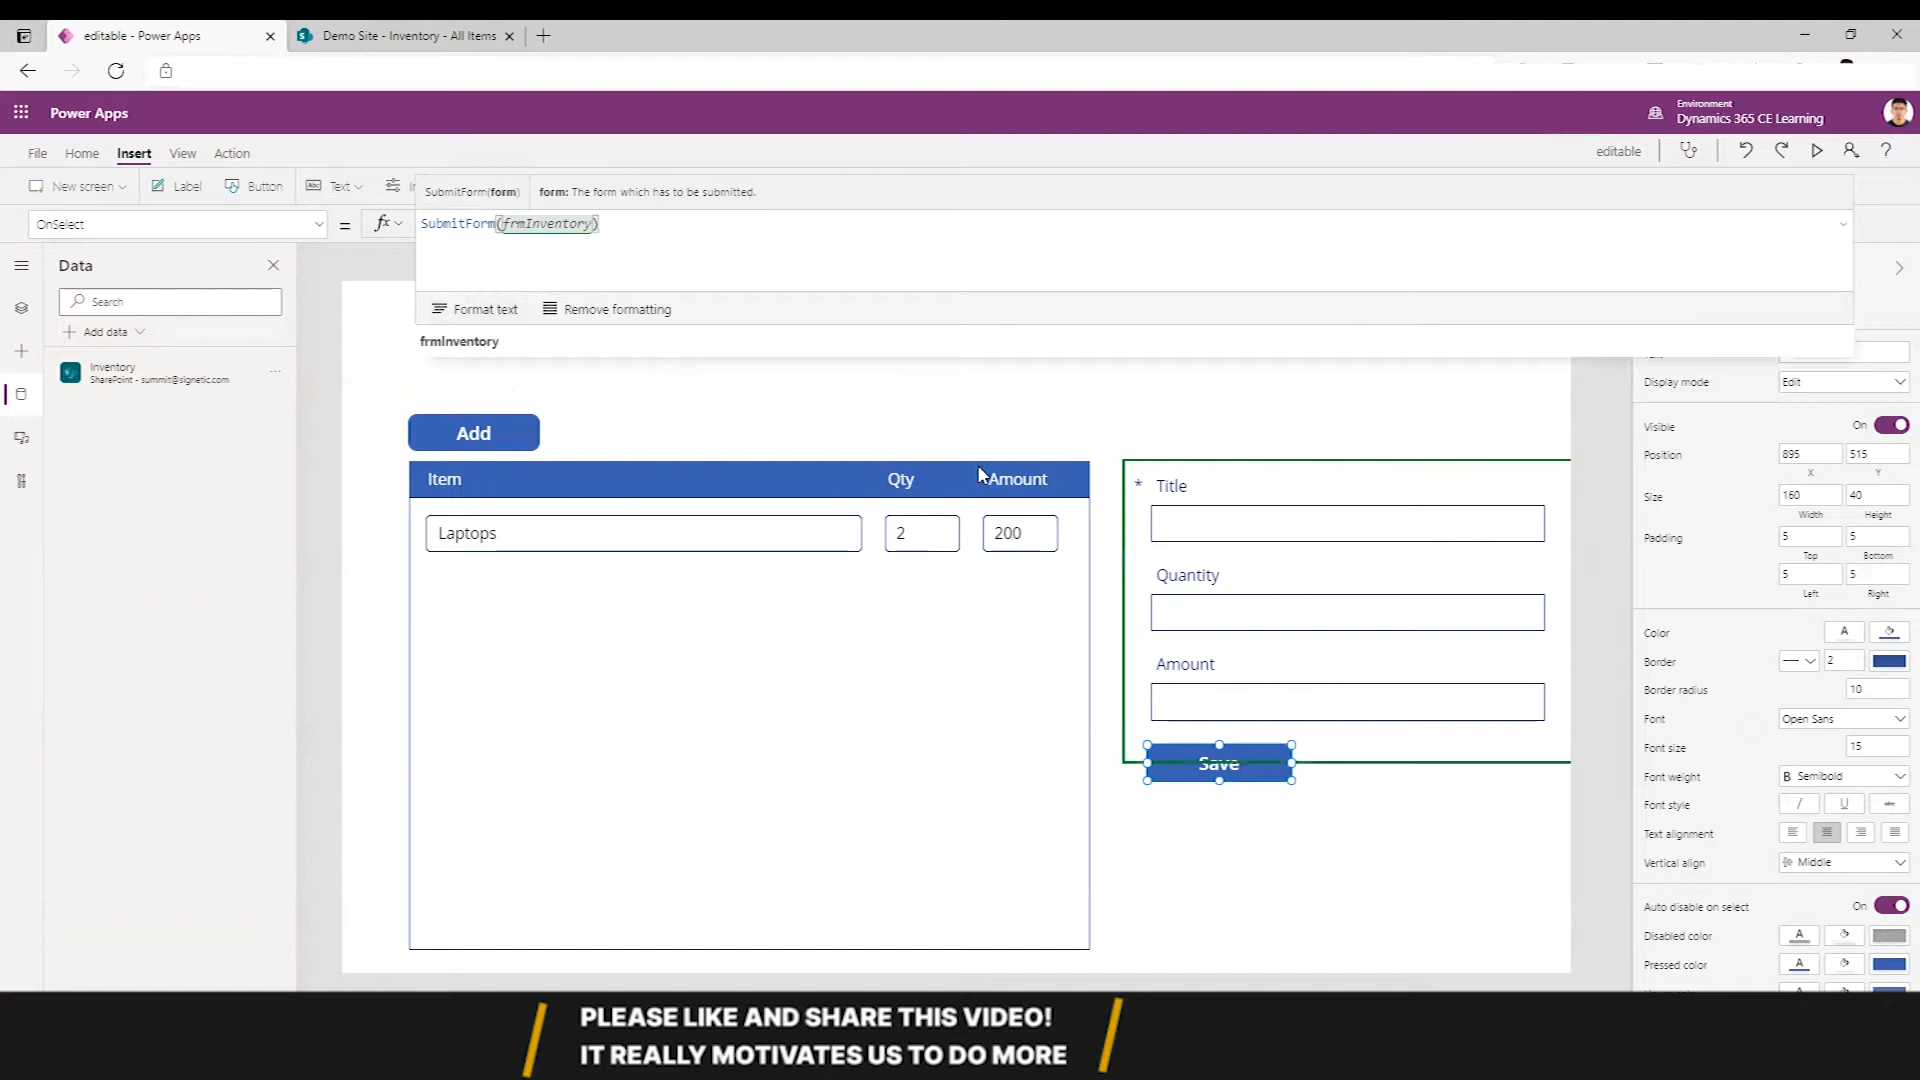 editable - Power Apps
Demo Site - Inventory - All Items
Power Apps
Environment
Dynamics 365 CE Learning
File Home Insert View Action
editable
New screen
Label
Button
Text
SubmitForm(form)
form: The form which has to be submitted.
OnSelect
=
fx
SubmitForm(frmInventory)
Data
Search
Add data
Format text
Remove formatting
frmInventory
Inventory
SharePoint - summit@signetic.com
Add
Item Qty Amount
Laptops 2 200
* Title
Quantity
Amount
Save
Display mode Edit
Visible On
Position 895 515
X Y
Size 160 40
Width Height
Padding 5 5
Top Bottom
5 5
Left Right
Color A
Border 2
Border radius 10
Font Open Sans
Font size 15
Font weight B Semibold
Font style / U abc
Text alignment
Vertical align Middle
Auto disable on select On
Disabled color A
Pressed color A
PLEASE LIKE AND SHARE THIS VIDEO!
IT REALLY MOTIVATES US TO DO MORE